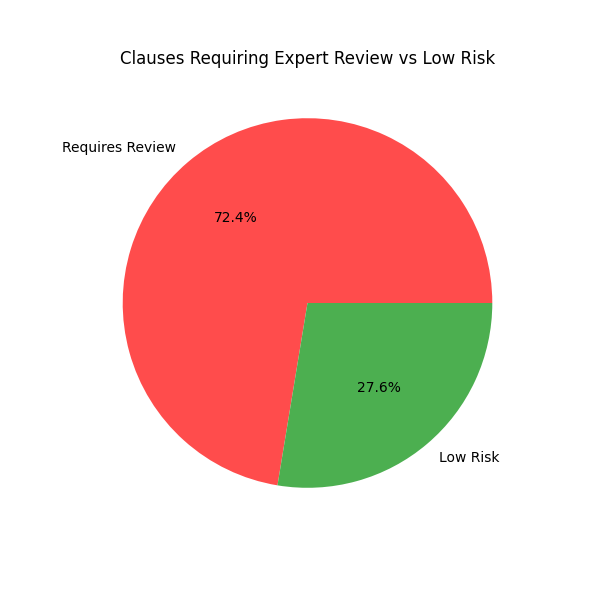 Clauses Requiring Expert Review vs Low Risk
Requires Review
72.4%
27.6%
Low Risk